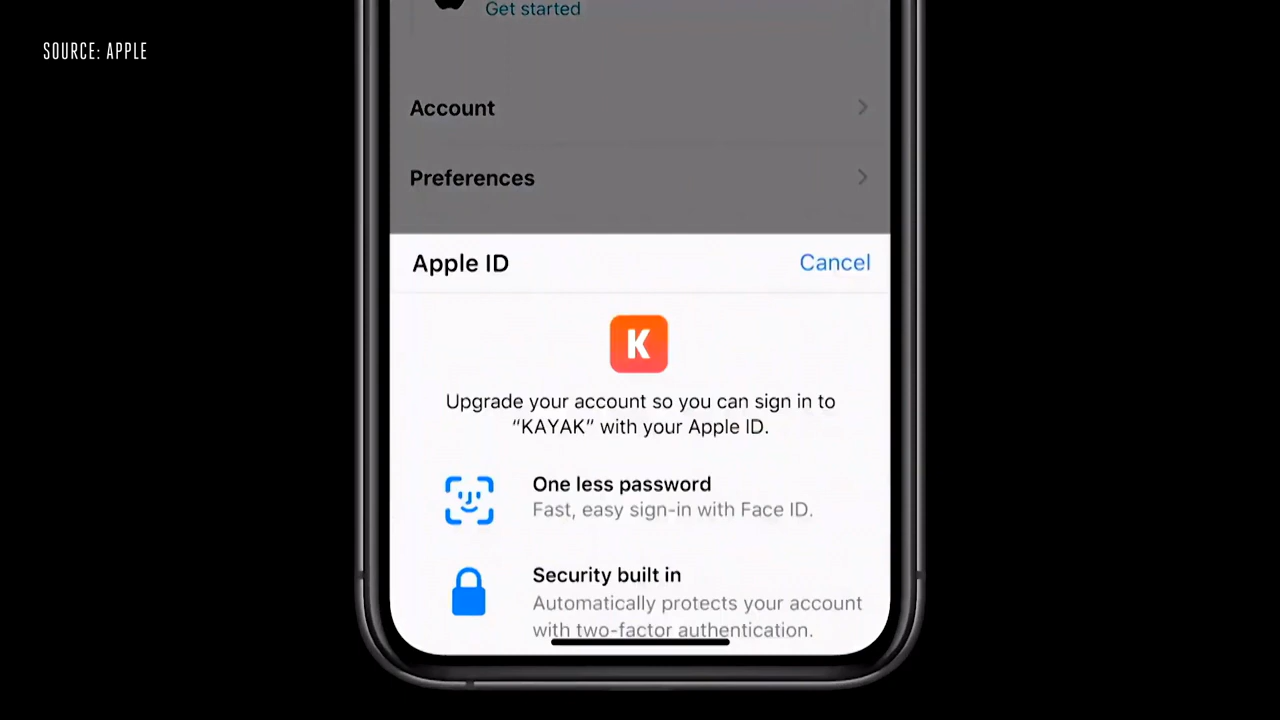 Get started
SOURCE: APPLE
Account
Preferences
Apple ID
Cancel
K
Upgrade your account so you can sign in to
“KAYAK” with your Apple ID.
One less password
Fast, easy sign-in with Face ID.
Security built in
Automatically protects your account
with two-factor authentication.